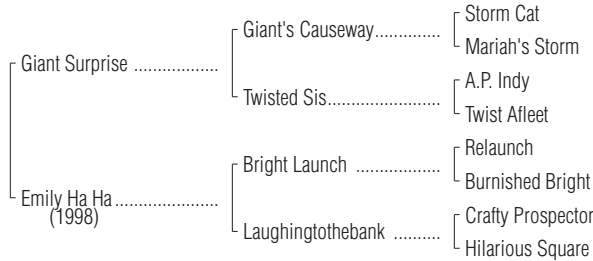 Storm Cat
Giant's Causeway..............
Mariah's Storm
Giant Surprise ..................
A.P. Indy
Twisted Sis........................
Twist Afleet
Relaunch
Bright Launch ..................
Burnished Bright
Emily Ha Ha ......................
(1998)
Crafty Prospector
Laughingtothebank ..........
Hilarious Square